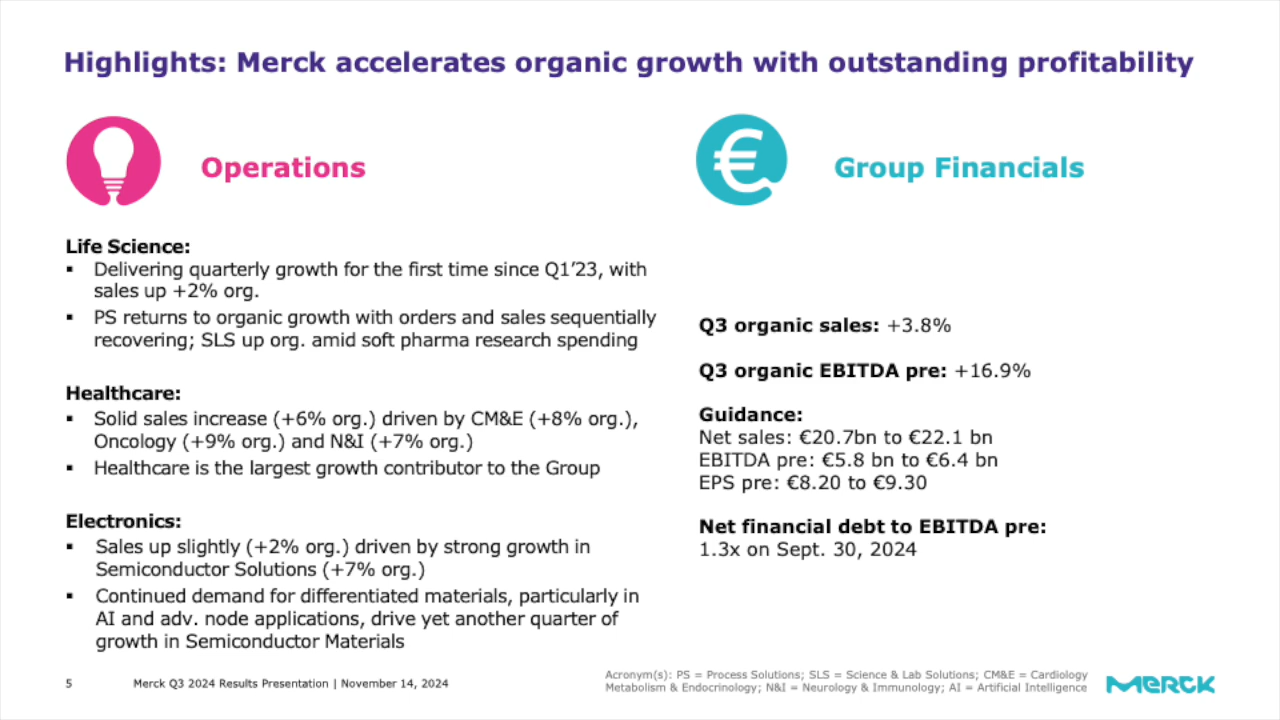 Highlights: Merck accelerates organic growth with outstanding profitability
Operations
Life Science:
▪ Delivering quarterly growth for the first time since Q1’23, with
sales up +2% org.
▪ PS returns to organic growth with orders and sales sequentially
recovering; SLS up org. amid soft pharma research spending
Healthcare:
▪ Solid sales increase (+6% org.) driven by CM&E (+8% org.),
Oncology (+9% org.) and N&I (+7% org.)
▪ Healthcare is the largest growth contributor to the Group
Electronics:
▪ Sales up slightly (+2% org.) driven by strong growth in
Semiconductor Solutions (+7% org.)
▪ Continued demand for differentiated materials, particularly in
AI and adv. node applications, drive yet another quarter of
growth in Semiconductor Materials
€
Group Financials
Q3 organic sales: +3.8%
Q3 organic EBITDA pre: +16.9%
Guidance:
Net sales: €20.7bn to €22.1 bn
EBITDA pre: €5.8 bn to €6.4 bn
EPS pre: €8.20 to €9.30
Net financial debt to EBITDA pre:
1.3x on Sept. 30, 2024
5 Merck Q3 2024 Results Presentation | November 14, 2024
Acronym(s): PS = Process Solutions; SLS = Science & Lab Solutions; CM&E = Cardiology
Metabolism & Endocrinology; N&I = Neurology & Immunology; AI = Artificial Intelligence
MERCK